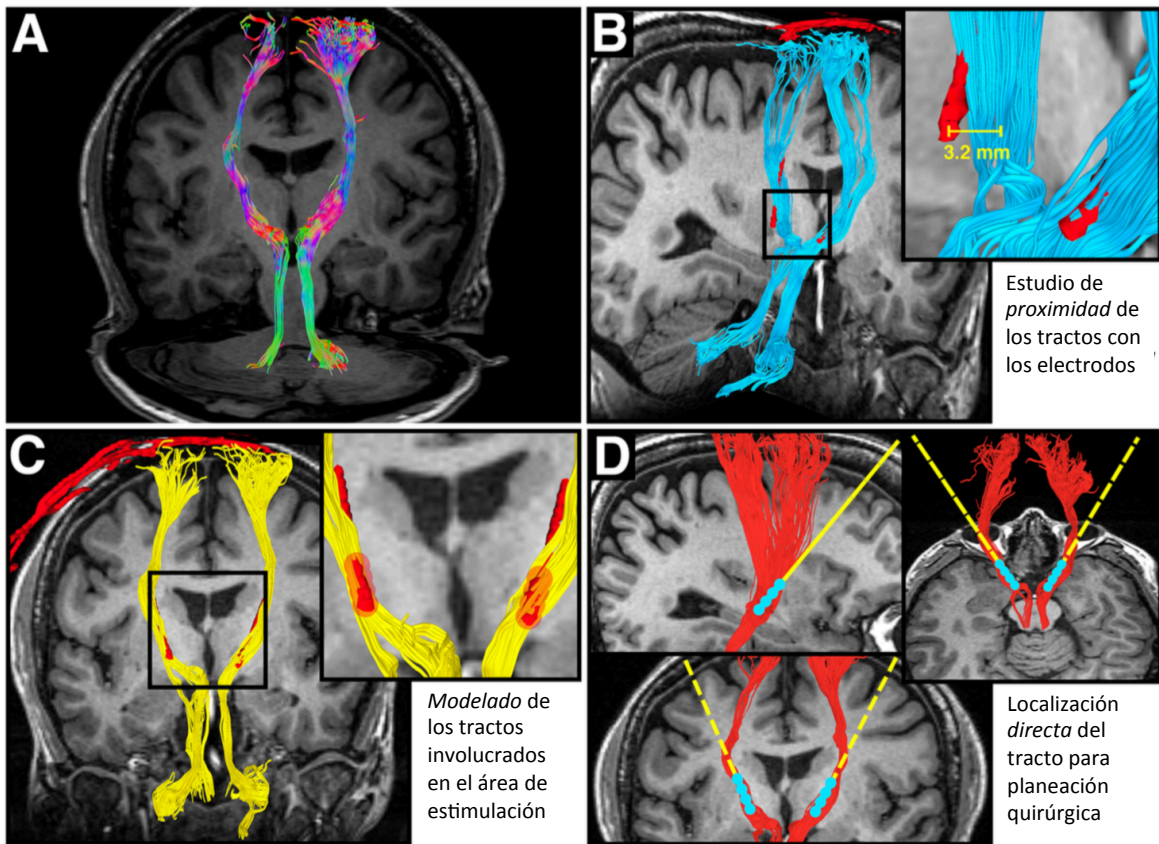 A
B
3.2 mm
Estudio de
proximidad de
los tractos con
los electrodos
C
Modelado de
los tractos
involucrados
en el área de
estimulación
D
Localización
directa del
tracto para
planeación
quirúrgica